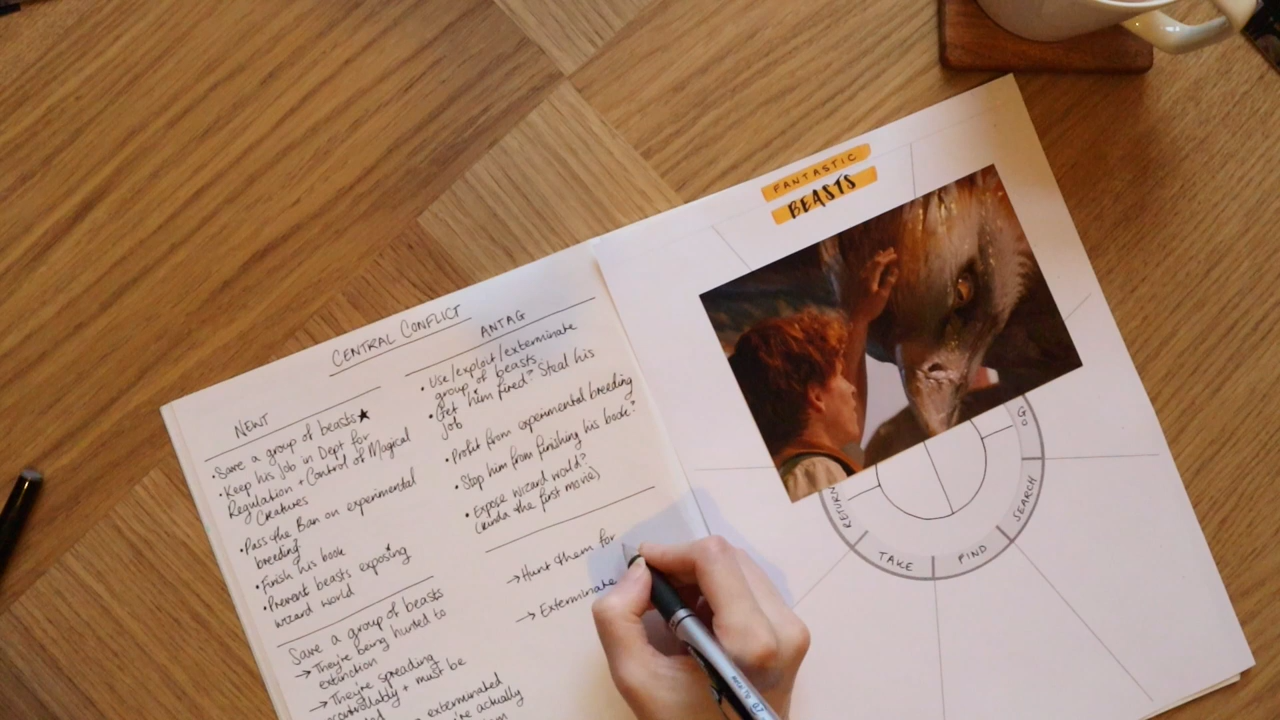 CENTRAL CONFLICT
NEWT
• Save a group of beasts ★
• Keep his job in Dept for
Regulation + Control of Magical
Creatures
• Pass the Ban on experimental
breeding?
• Finish his book
• Prevent beasts exposing
wizard world
Save a group of beasts
→ They're being hunted to
extinction
→ They're spreading
+ must be
exterminated
actually
ANTAG
• Use/exploit/exterminate
group of beasts
• Get him fired? Steal his
job
• Profit from experimental breeding
• Stop him from finishing his book?
• Expose wizard world?
(kinda the first movie)
→ Hunt them for
→ Exterminate
FANTASTIC
BEASTS
GO
SEARCH
FIND
TAKE
RETURN
0.7